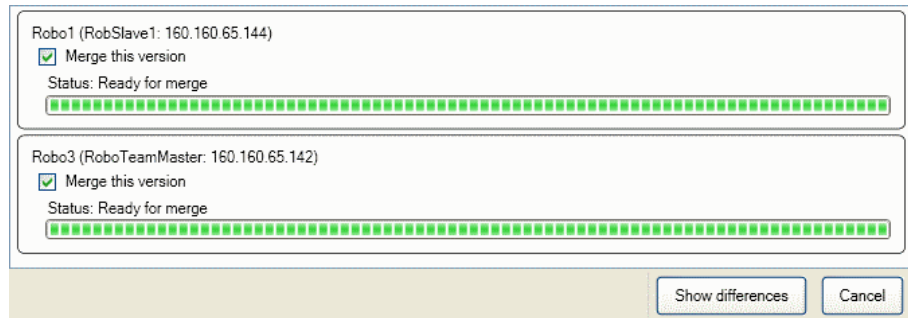 Robo1 (RobSlave1: 160.160.65.144)
Merge this version
Status: Ready for merge
Robo3 (RoboTeamMaster: 160.160.65.142)
Merge this version
Status: Ready for merge
Show differences Cancel